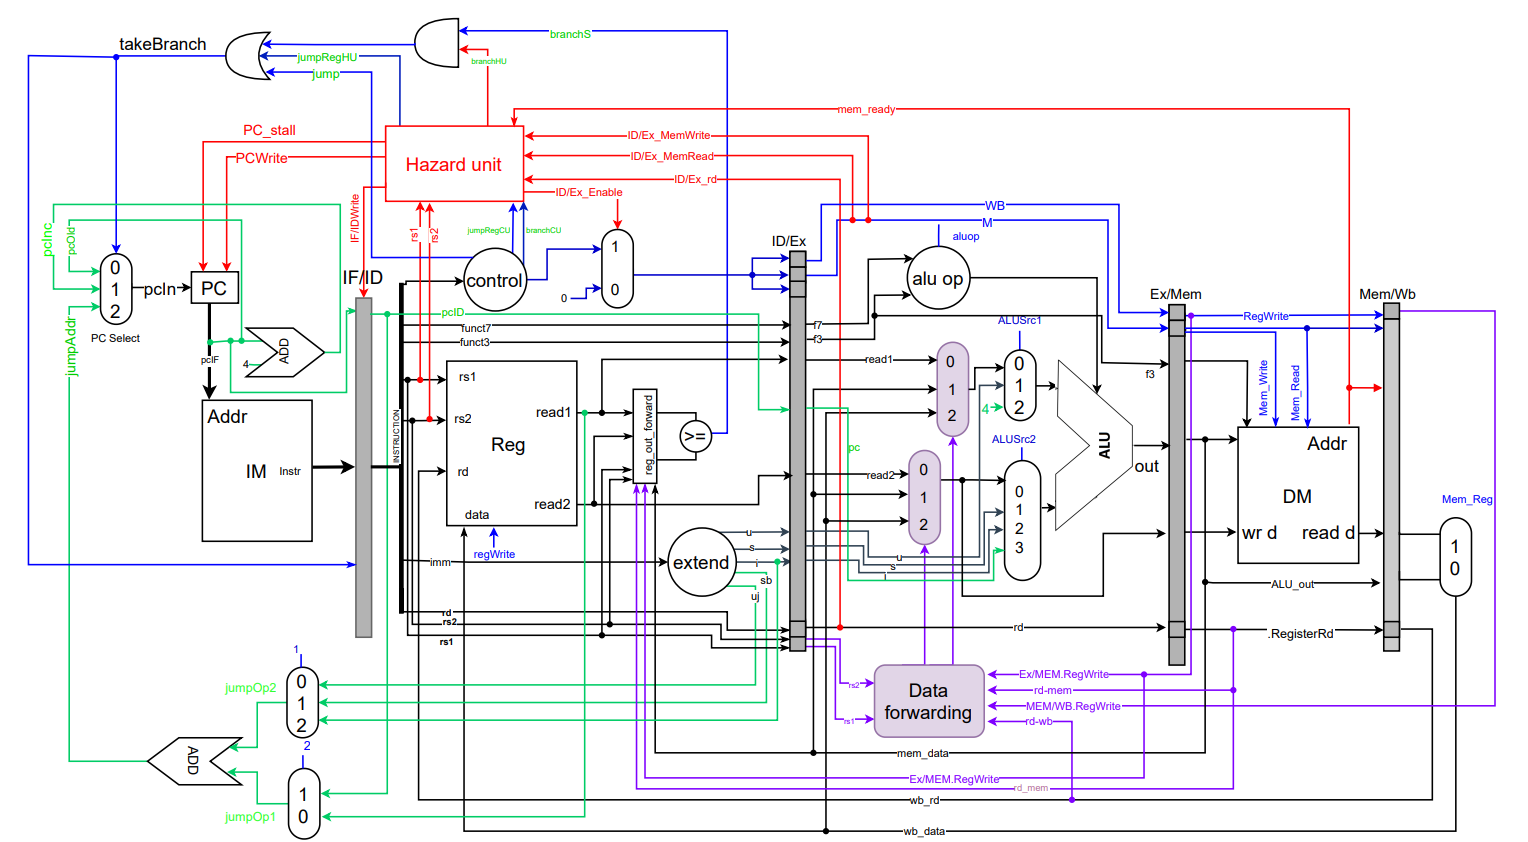 takeBranch
branchS
jumpRegHU
branchHU
jump
mem_ready
PC_stall
ID/Ex_MemWrite
PCWrite
ID/Ex_MemRead
Hazard unit
ID/Ex_rd
ID/Ex_Enable
IF/IDWrite
rs1
rs2
WB
M
pcInc
pcOld
jumpRegCU
branchCU
aluop
ID/Ex
0
1
2
pcIn
PC
IF/ID
control
1
0
0
alu op
Ex/Mem
Mem/Wb
PC Select
pcID
RegWrite
ALUSrc1
jumpAddr
pcIF
4
ADD
funct7
funct3
f7
f3
read1
0
1
2
0
1
2
4
f3
Mem_Write
Mem_Read
Addr
IM
Instr
INSTRUCTION
rs1
rs2
rd
Reg
read1
read2
data
reg_out_forward
>=
ALUSrc2
ALU
out
pc
read2
0
1
2
0
1
2
3
Addr
DM
wr d
read d
Mem_Reg
1
0
regWrite
imm
extend
u
s
i
sb
uj
u
s
i
ALU_out
rd
rs2
rs1
rd
.RegisterRd
1
jumpOp2
0
1
2
2
rs2
rs1
Data
forwarding
Ex/MEM.RegWrite
rd-mem
MEM/WB.RegWrite
rd-wb
ADD
mem_data
1
0
jumpOp1
Ex/MEM.RegWrite
rd_mem
wb_rd
wb_data